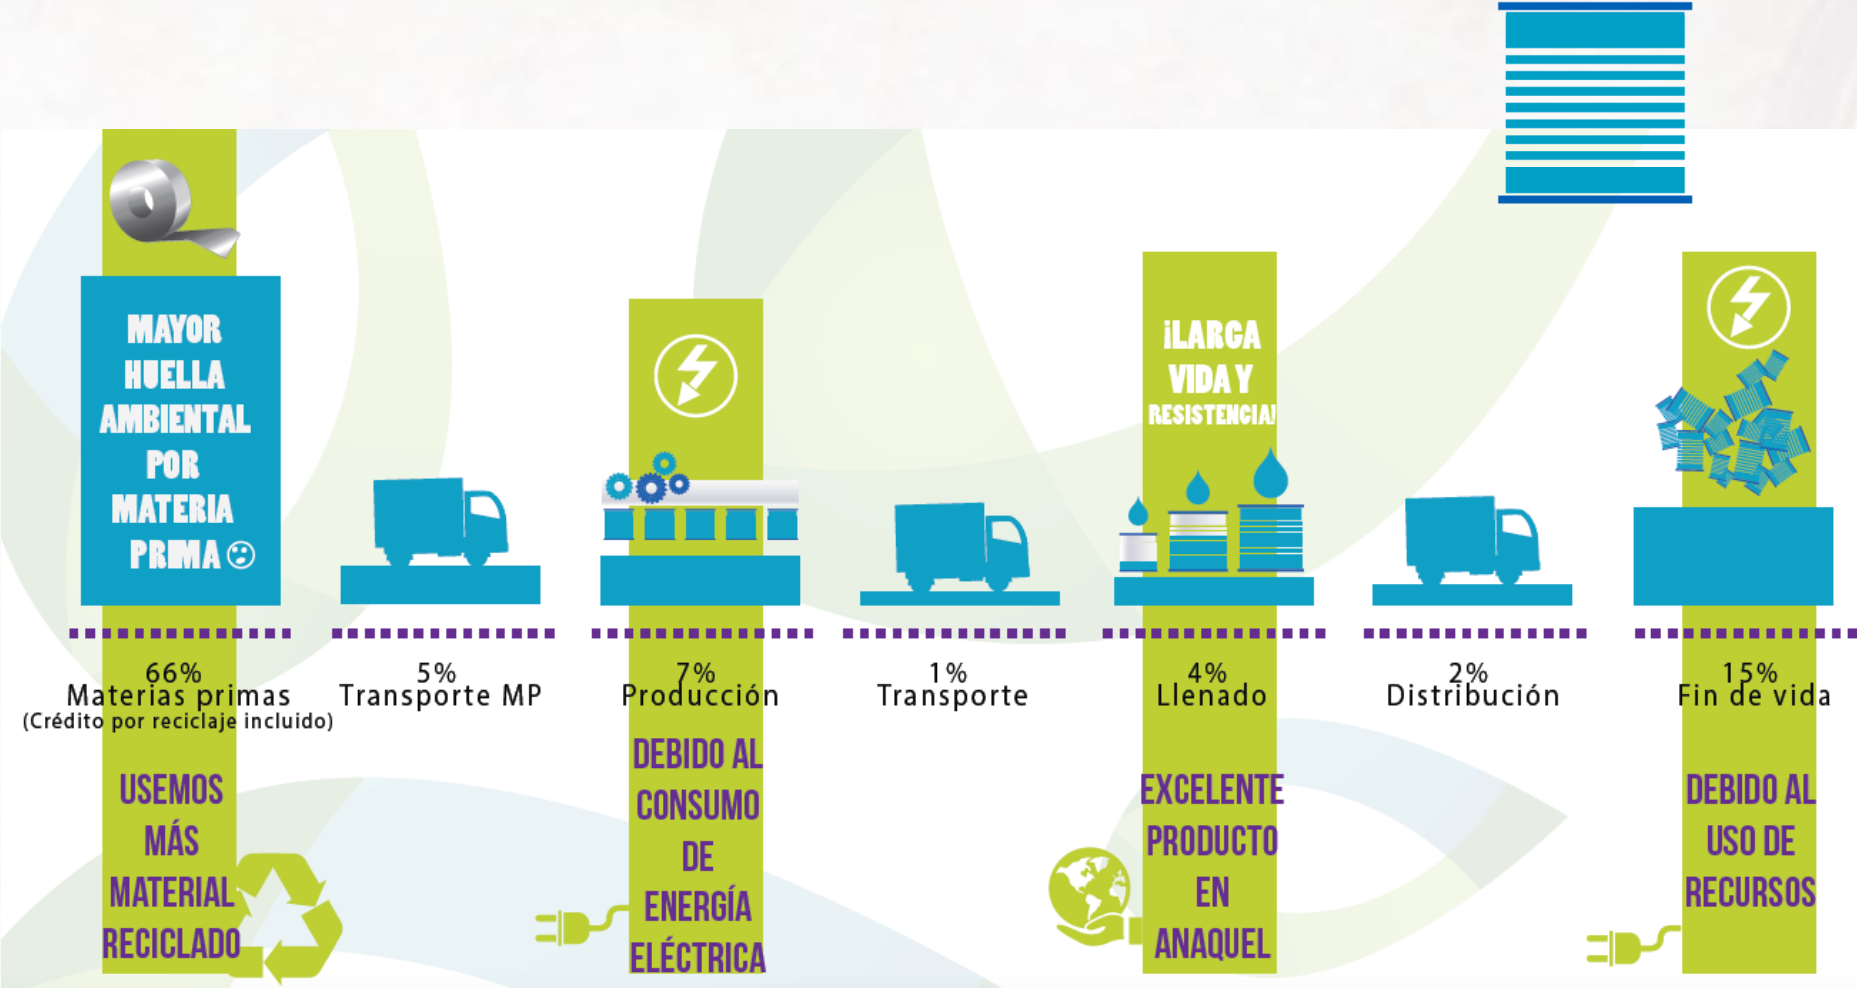 MAYOR
HUELLA
AMBIENTAL
POR
MATERIA
PRIMA
¡LARGA
VIDA Y
RESISTENCIA!
66%
Materias primas
(Crédito por reciclaje incluido)
5%
Transporte MP
7%
Producción
1%
Transporte
4%
Llenado
2%
Distribución
15%
Fin de vida
USEMOS
MÁS
MATERIAL
RECICLADO
DEBIDO AL
CONSUMO
DE
ENERGÍA
ELÉCTRICA
EXCELENTE
PRODUCTO
EN
ANAQUEL
DEBIDO AL
USO DE
RECURSOS